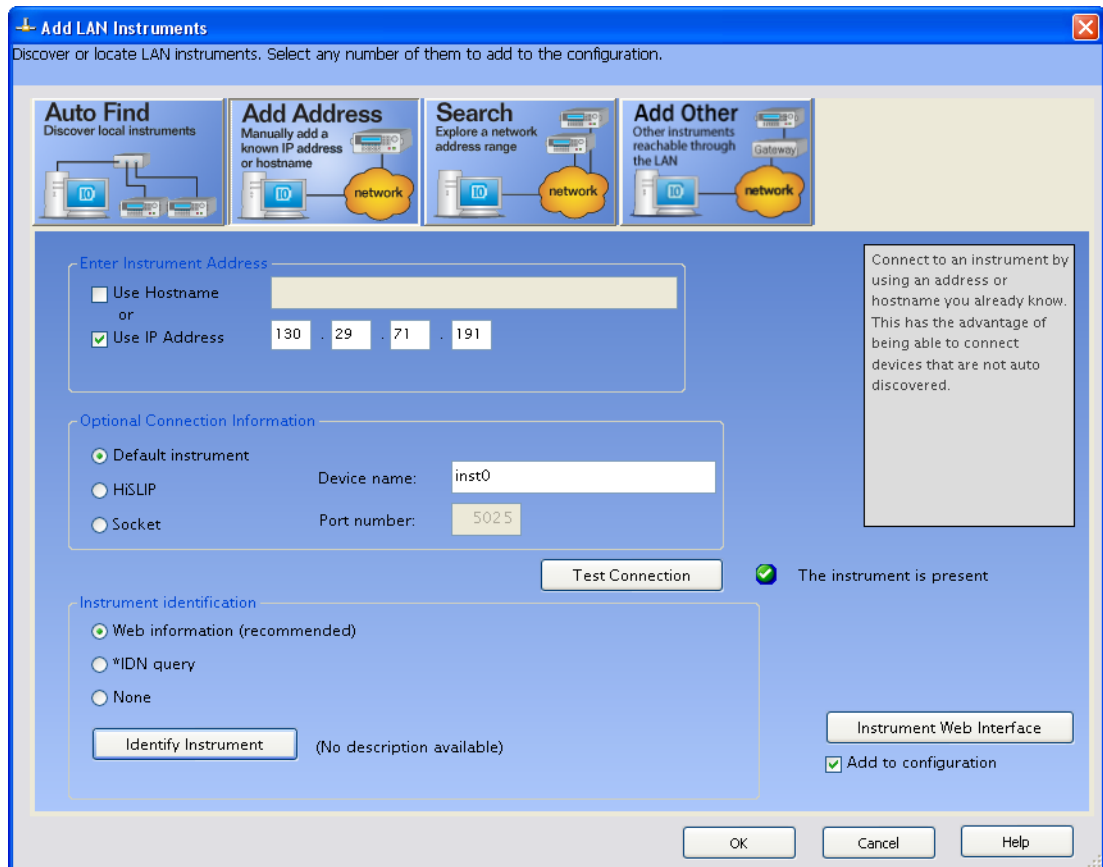 Add LAN Instruments
Discover or locate LAN instruments. Select any number of them to add to the configuration.
Auto Find
Discover local instruments
IO
Add Address
Manually add a
known IP address
or hostname
IO
network
Search
Explore a network
address range
IO
network
Add Other
Other instruments
reachable through
the LAN
Gateway
IO
network
Enter Instrument Address
Use Hostname
or
Use IP Address
130 . 29 . 71 . 191
Connect to an instrument by
using an address or
hostname you already know.
This has the advantage of
being able to connect
devices that are not auto
discovered.
Optional Connection Information
Default instrument
HiSLIP
Socket
Device name: inst0
Port number: 5025
Test Connection
The instrument is present
Instrument identification
Web information (recommended)
*IDN query
None
Identify Instrument
(No description available)
Instrument Web Interface
Add to configuration
OK
Cancel
Help